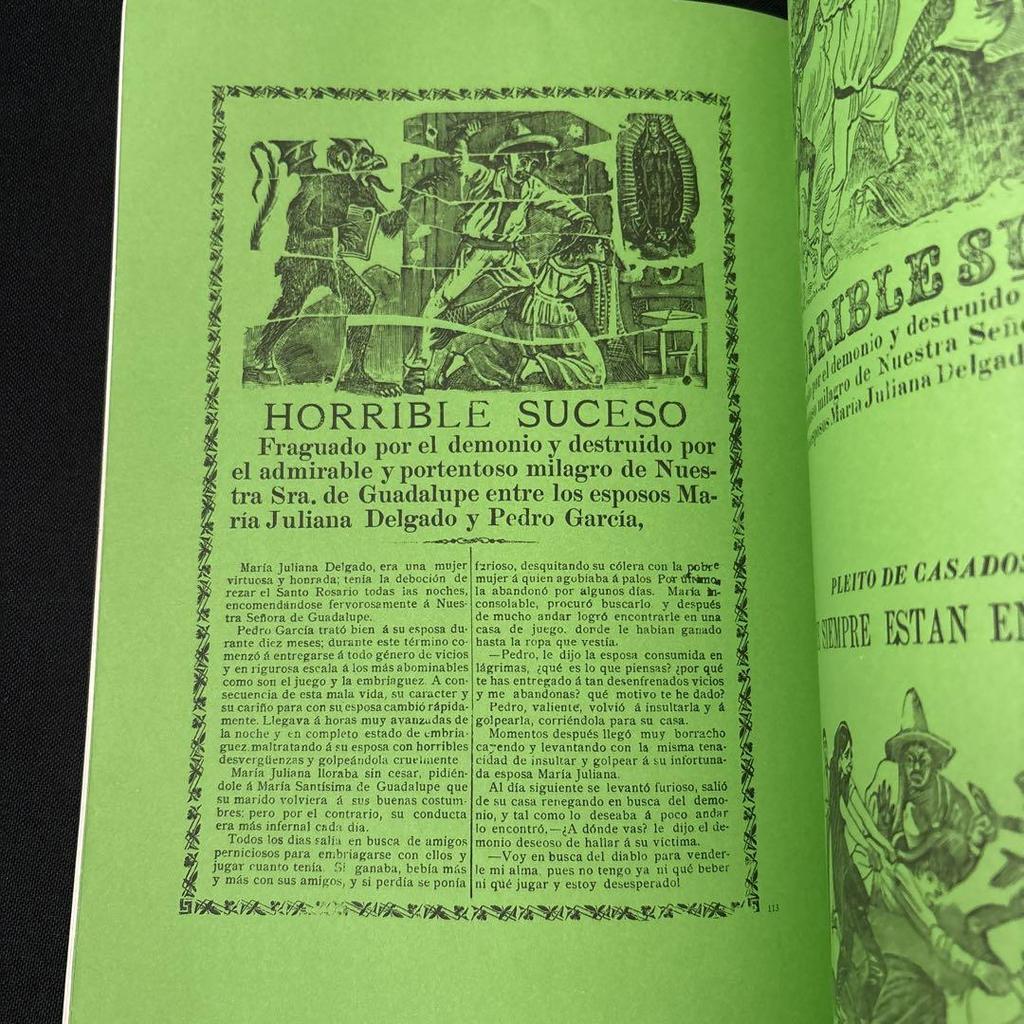 HORRIBLE SUCESO
Fraguado por el demonio y destruido por
el admirable y portentoso milagro de Nues-
tra Sra. de Guadalupe entre los esposos Ma-
ría Juliana Delgado y Pedro García,
María Juliana Delgado, era una mujer
virtuosa y honrada; tenía la deboción de
rezar el Santo Rosario todas las noches,
encomendándose fervorosamente á Nues-
tra Señora de Guadalupe.
Pedro García trató bien á su esposa du-
rante diez meses; durante este término co-
menzó á entregarse á todo género de vicios
y en rigurosa escala á los más abominables
como son el juego y la embriaguez. A con-
secuencia de esta mala vida, su caracter y
su cariño para con su esposa cambió rápida-
mente. Llegava á horas muy avanzadas de
la noche y en completo estado de embria-
guez, maltratando á su esposa con horribles
desvergüenzas y golpeándola cruelmente
María Juliana lloraba sin cesar, pidién-
dole á María Santísima de Guadalupe que
su marido volviera á sus buenas costum-
bres; pero por el contrario, su conducta
era más infernal cada día.
Todos los días salía en busca de amigos
perniciosos para embriagarse con ellos y
jugar cuanto tenía. Si ganaba, bebía más
y más con sus amigos, y si perdía se ponía
furioso, desquitando su cólera con la pobre
mujer á quien agobiaba á palos Por último,
la abandonó por algunos días. María in-
consolable, procuró buscarlo y después
de mucho andar logró encontrarle en una
casa de juego. donde le habían ganado
hasta la ropa que vestía.
—Pedro, le dijo la esposa consumida en
lágrimas, ¿qué es lo que piensas? ¿por qué
te has entregado á tan desenfrenados vicios
y me abandonas? qué motivo te he dado?
Pedro, valiente, volvió á insultarla y á
golpearla, corriéndola para su casa.
Momentos después llegó muy borracho
cayendo y levantando con la misma tena-
cidad de insultar y golpear á su infortuna-
da esposa María Juliana.
Al día siguiente se levantó furioso, salió
de su casa renegando en busca del demo-
nio, y tal como lo deseaba á poco andar
lo encontró,—¿A dónde vas? le dijo el de-
monio deseoso de hallar á su víctima.
—Voy en busca del diablo para vender-
le mi alma, pues no tengo ya ni qué beber
ni qué jugar y estoy desesperado!
113
el demonio y destruido
milagro de Nuestra
María Juliana
PLEITO DE CASADOS
SIEMPRE ESTAN